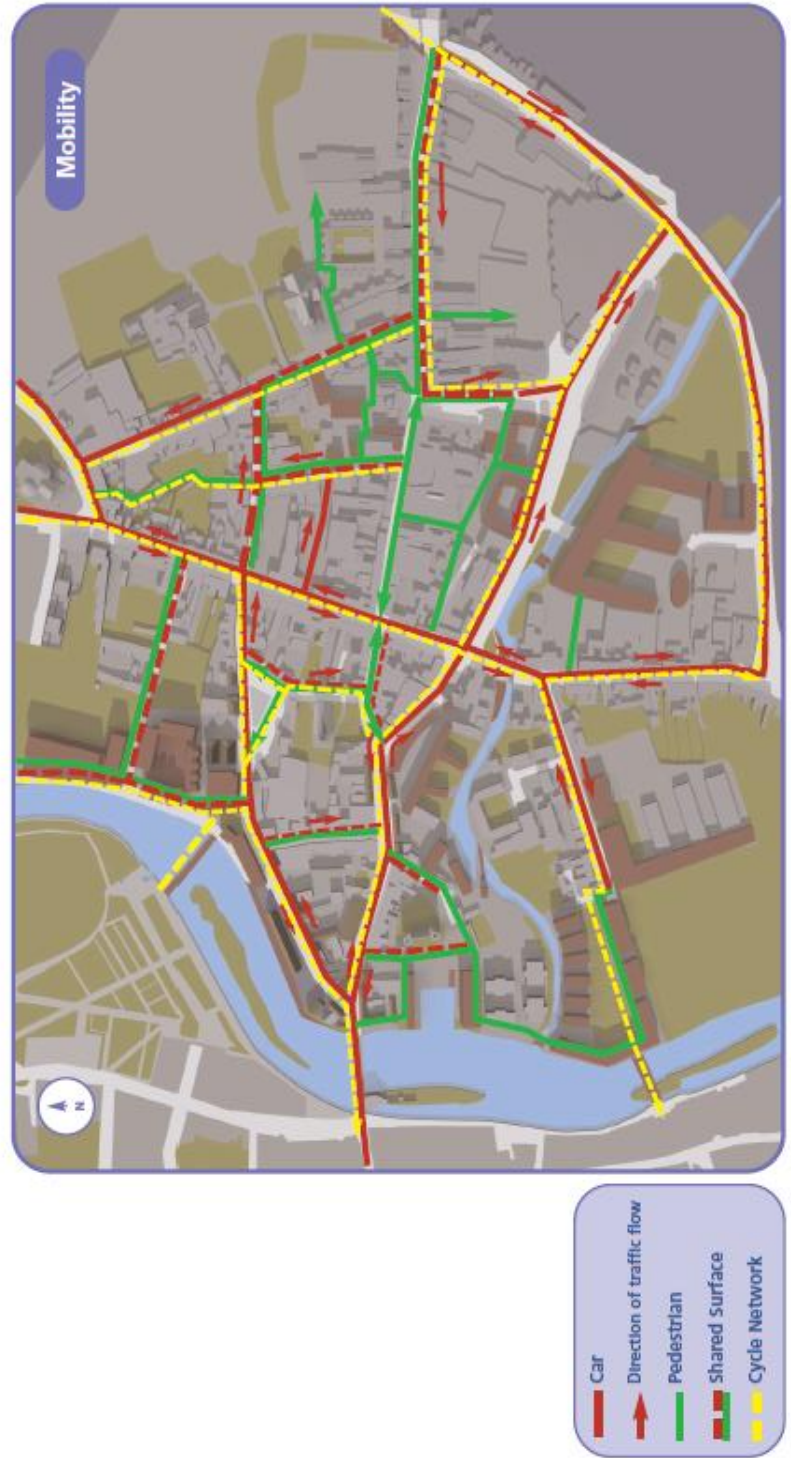 Mobility
N
Car
Direction of traffic flow
Pedestrian
Shared Surface
Cycle Network